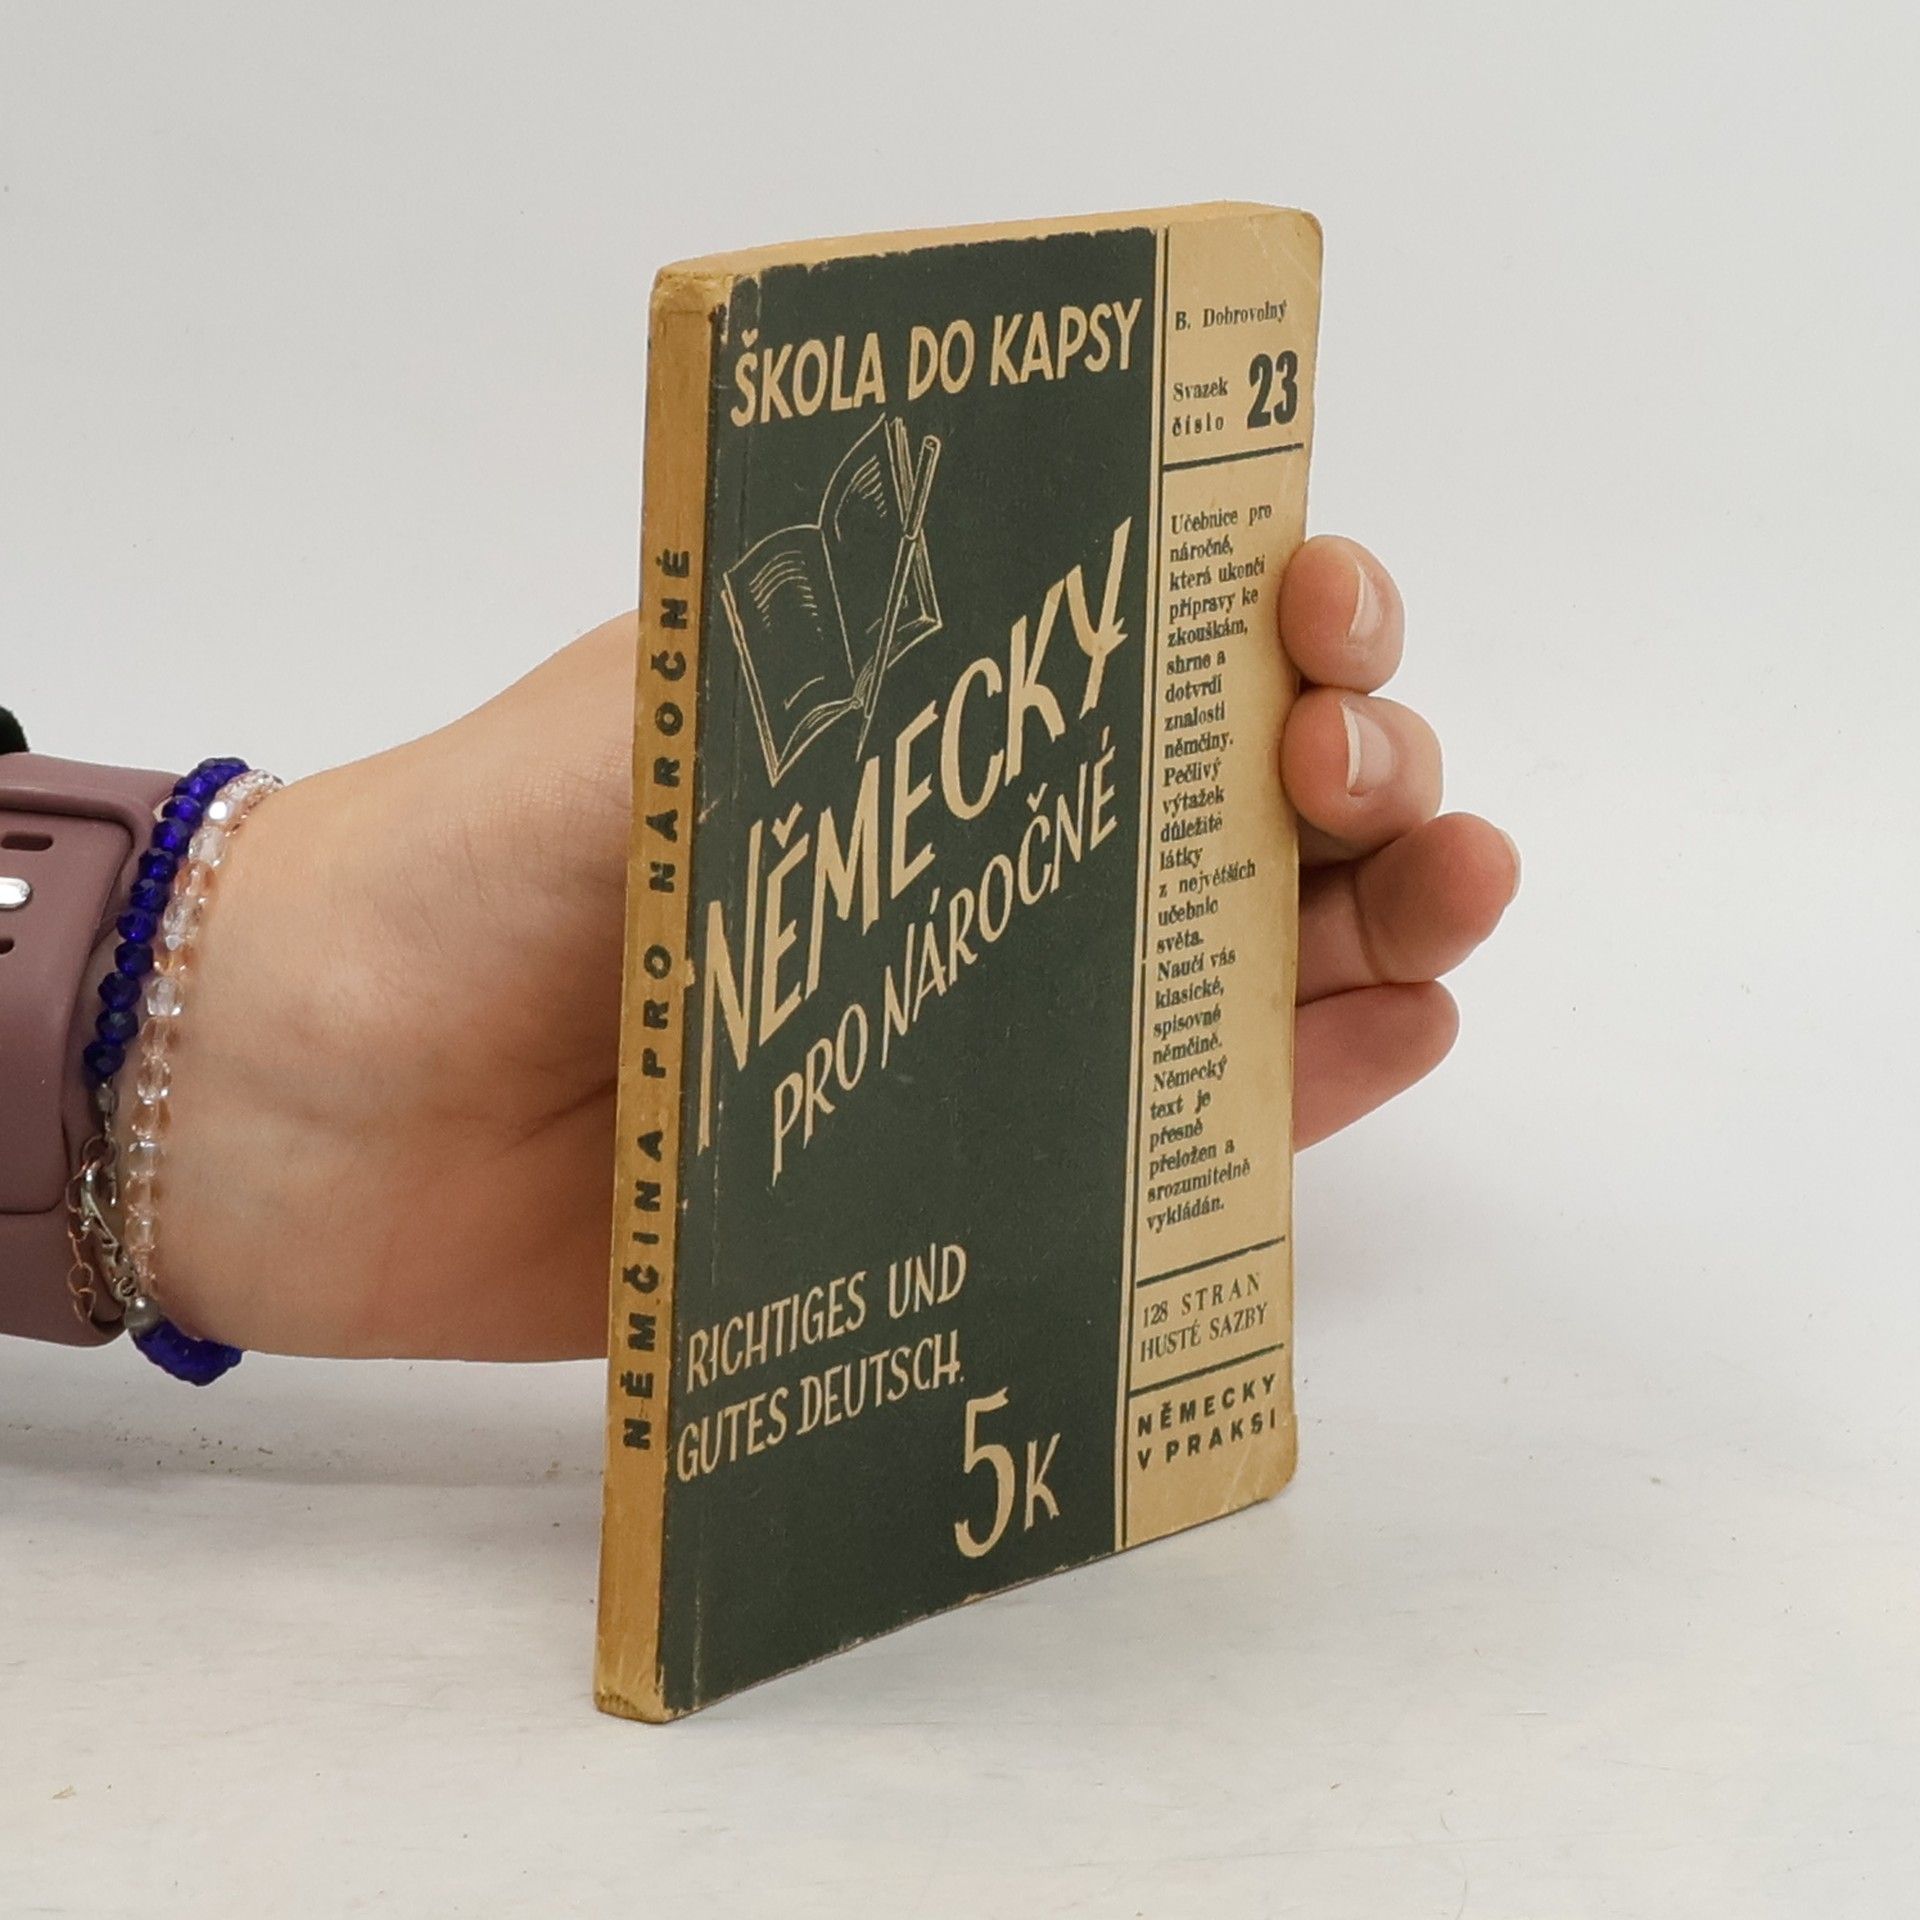 NĚMČINA PRO NÁROČNÉ
ŠKOLA DO KAPSY
NĚMECKY
PRO NÁROČNÉ
RICHTIGES UND
GUTES DEUTSCH.
5K
B. Dobrovolný
Svazek
číslo 23
Učebnice pro
náročné,
která ukončí
přípravy ke
zkouškám,
shrne a
dotvrdí
znalosti
němčiny.
Pečlivý
výtažek
důležité
látky
z největších
učebnic
světa.
Naučí vás
klasické,
spisovné
němčině.
Německý
text je
přesně
přeložen a
srozumitelně
vykládán.
128 STRAN
HUSTÉ SAZBY
NĚMECKY
V PRAKSI